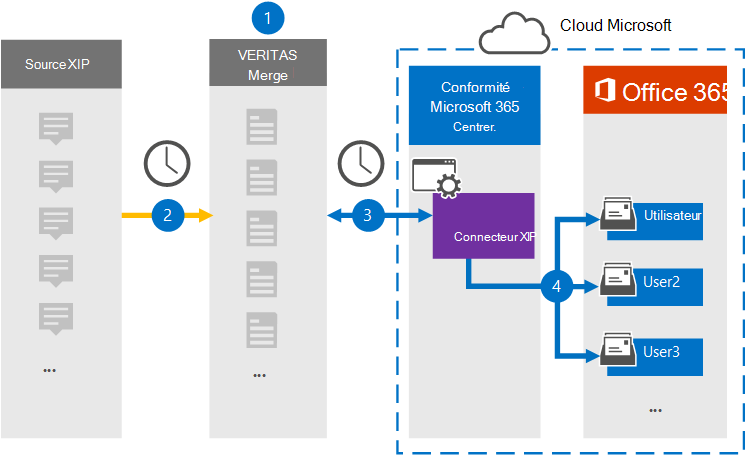 1
Cloud Microsoft
Source XIP
VERITAS
Merge
Conformité
Microsoft 365
Centrer.
Office 365
2
3
Connecteur XIP
4
Utilisateur
User2
User3
...
...
...